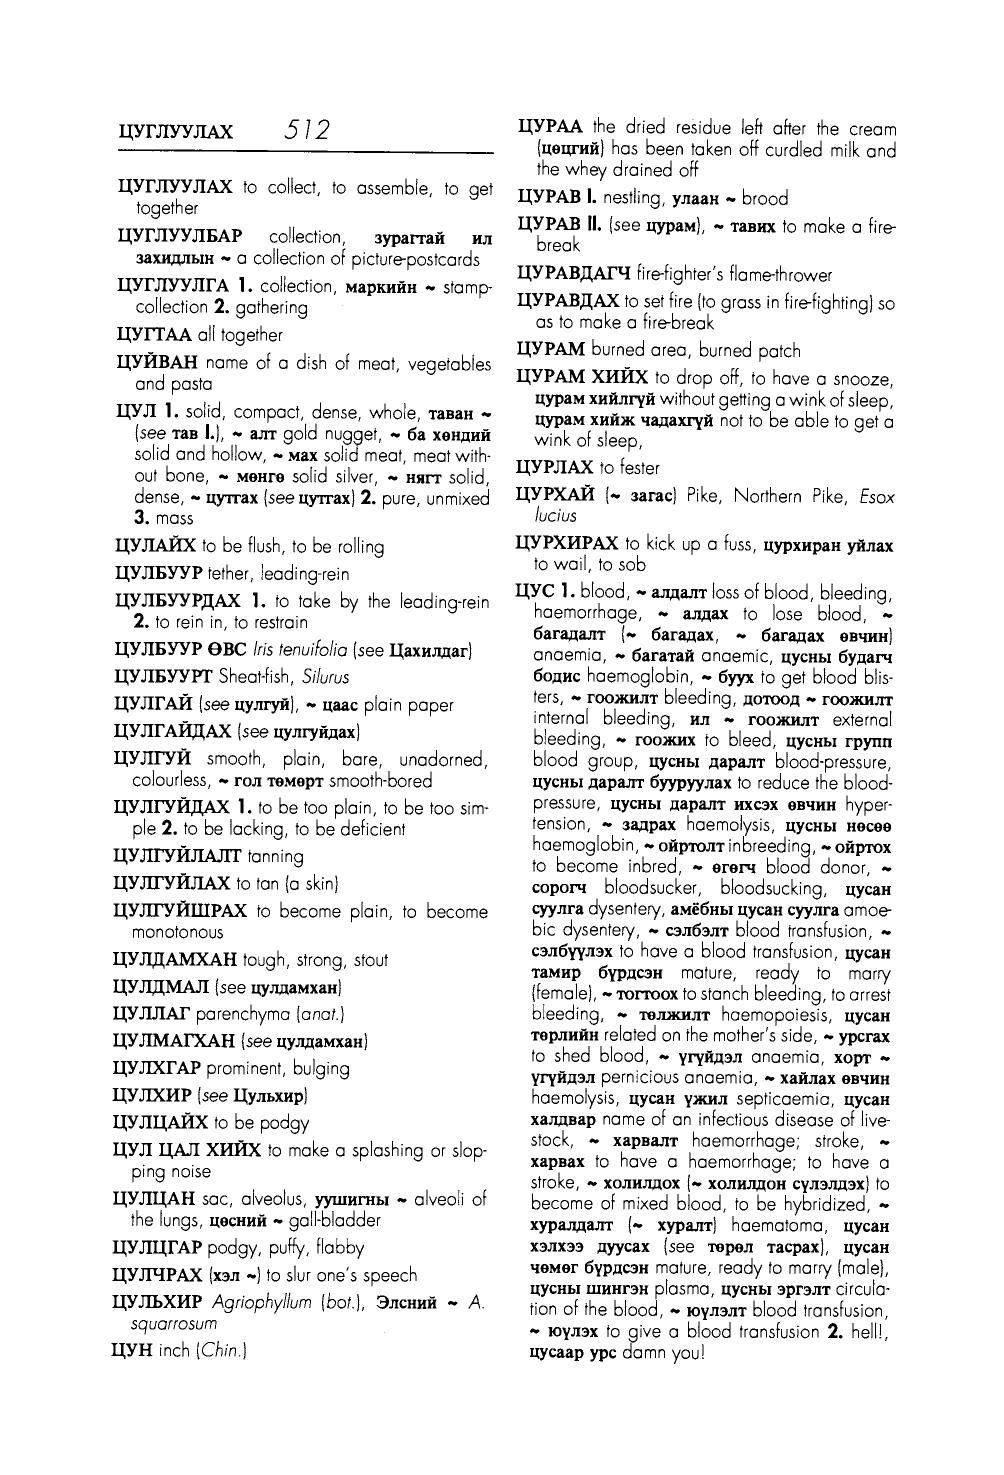 ЦУГЛУУЛАХ 512
ЦУГЛУУЛАХ to collect, to assemble, to get
together
ЦУГЛУУЛБАР collection, зурагтай ил
захидлын ~ a collection of picture-postcards
ЦУГЛУУЛГА 1. collection, маркийн ~ stamp-
collection 2. gathering
ЦУГТАА all together
ЦУЙВАН name of a dish of meat, vegetables
and pasta
ЦУЛ 1. solid, compact, dense, whole, таван ~
(see тав I.), ~ алт gold nugget, ~ ба хөндий
solid and hollow, ~ мах solid meat, meat with-
out bone, ~ мөнгө solid silver, ~ нягт solid,
dense, ~ цутгах (see цутгах) 2. pure, unmixed
3. mass
ЦУЛАЙХ to be flush, to be rolling
ЦУЛБУУР tether, leading-rein
ЦУЛБУУРДАХ 1. to take by the leading-rein
2. to rein in, to restrain
ЦУЛБУУР ӨВС Iris tenuifolia (see Цахилдаг)
ЦУЛБУУРТ Sheat-fish, Silurus
ЦУЛГАЙ (see цулгуй), ~ цаас plain paper
ЦУЛГАЙДАХ (see цулгуйдах)
ЦУЛГУЙ smooth, plain, bare, unadorned,
colourless, ~ гол төмөрт smooth-bored
ЦУЛГУЙДАХ 1. to be too plain, to be too sim-
ple 2. to be lacking, to be deficient
ЦУЛГУЙЛАЛТ tanning
ЦУЛГУЙЛАХ to tan (a skin)
ЦУЛГУЙШРАХ to become plain, to become
monotonous
ЦУЛДАМХАН tough, strong, stout
ЦУЛДМАЛ (see цулдамхан)
ЦУЛЛАГ parenchyma (anat.)
ЦУЛМАГХАН (see цулдамхан)
ЦУЛХГАР prominent, bulging
ЦУЛХИР (see Цульхир)
ЦУЛЦАЙХ to be podgy
ЦУЛ ЦАЛ ХИЙХ to make a splashing or slop-
ping noise
ЦУЛЦАН sac, alveolus, уушигны ~ alveoli of
the lungs, цөсний ~ gall-bladder
ЦУЛЦГАР podgy, puffy, flabby
ЦУЛЧРАХ (хэл ~) to slur one's speech
ЦУЛЬХИР Agriophyllum (bot.), Элсний ~ A.
squarrosum
ЦУН inch (Chin.)
ЦУРАА the dried residue left after the cream
(цөцгий) has been taken off curdled milk and
the whey drained off
ЦУРАВ I. nestling, улаан ~ brood
ЦУРАВ II. (see цурам), ~ тавих to make a fire-
break
ЦУРАВДАГЧ fire-fighter's flame-thrower
ЦУРАВДАХ to set fire (to grass in fire-fighting) so
as to make a fire-break
ЦУРАМ burned area, burned patch
ЦУРАМ ХИЙХ to drop off, to have a snooze,
цурам хийлгүй without getting a wink of sleep,
цурам хийж чадахгүй not to be able to get a
wink of sleep,
ЦУРЛАХ to fester
ЦУРХАЙ (~ загас) Pike, Northern Pike, Esox
lucius
ЦУРХИРАХ to kick up a fuss, цурхиран уйлах
to wail, to sob
ЦУС 1. blood, ~ алдалт loss of blood, bleeding,
haemorrhage, ~ алдах to lose blood, ~
багадалт (~ багадах, ~ багадах өвчин)
anaemia, ~ багатай anaemic, цусны будагч
бодис haemoglobin, ~ буух to get blood blis-
ters, ~ гоожилт bleeding, дотоод ~ гоожилт
internal bleeding, ил ~ гоожилт external
bleeding, ~ гоожих to bleed, цусны групп
blood group, цусны даралт blood-pressure,
цусны даралт бууруулах to reduce the blood-
pressure, цусны даралт ихсэх өвчин hyper-
tension, ~ задрах haemolysis, цусны нөсөө
haemoglobin, ~ ойртолт inbreeding, ~ ойртох
to become inbred, ~ өгөгч blood donor, ~
сорогч bloodsucker, bloodsucking, цусан
суулга dysentery, амёбны цусан суулга amoe-
bic dysentery, ~ сэлбэлт blood transfusion, ~
сэлбүүлэх to have a blood transfusion, цусан
тамир бүрдсэн mature, ready to marry
(female), ~ тогтоох to stanch bleeding, to arrest
bleeding, ~ төлжилт haemopoiesis, цусан
төрлийн related on the mother's side, ~ урсгах
to shed blood, ~ үгүйдэл anaemia, хорт ~
үгүйдэл pernicious anaemia, ~ хайлах өвчин
haemolysis, цусан үжил septicaemia, цусан
халдвар name of an infectious disease of live-
stock, ~ харвалт haemorrhage; stroke, ~
харвах to have a haemorrhage; to have a
stroke, ~ холилдох (~ холилдон сүлэлдэх) to
become of mixed blood, to be hybridized, ~
хуралдалт (~ хуралт) haematoma, цусан
хэлхээ дуусах (see төрөл тасрах), цусан
чөмөг бүрдсэн mature, ready to marry (male),
цусны шингэн plasma, цусны эргэлт circula-
tion of the blood, ~ юүлэлт blood transfusion,
~ юүлэх to give a blood transfusion 2. hell!,
цусаар урс damn you!